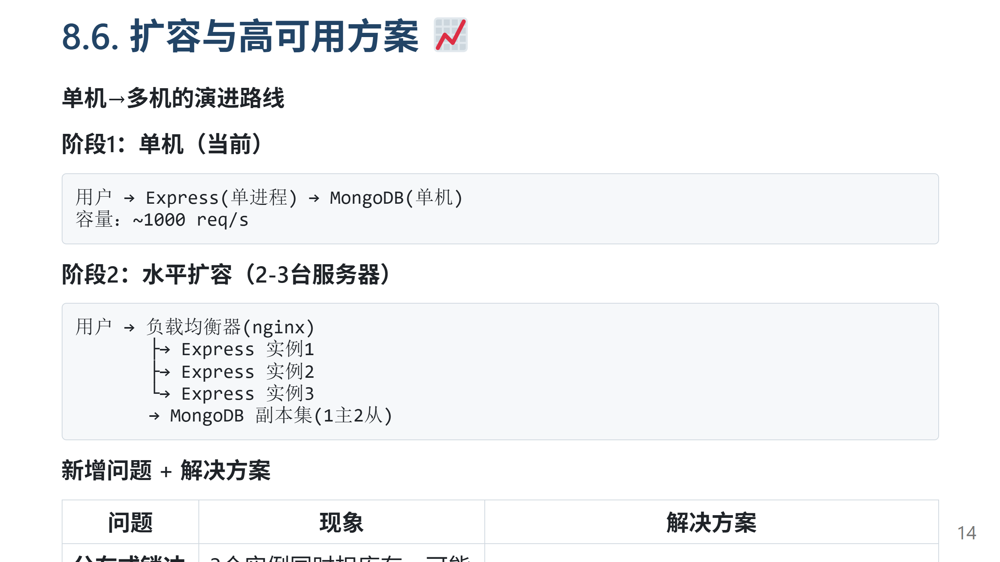 8.6. 扩容与高可用方案 📈
单机→多机的演进路线
阶段1：单机（当前）
用户 → Express(单进程) → MongoDB(单机)
容量：~1000 req/s
阶段2：水平扩容（2-3台服务器）
用户 → 负载均衡器(nginx)
├→ Express 实例1
├→ Express 实例2
└→ Express 实例3
→ MongoDB 副本集(1主2从)
新增问题 + 解决方案
问题 现象 解决方案
14